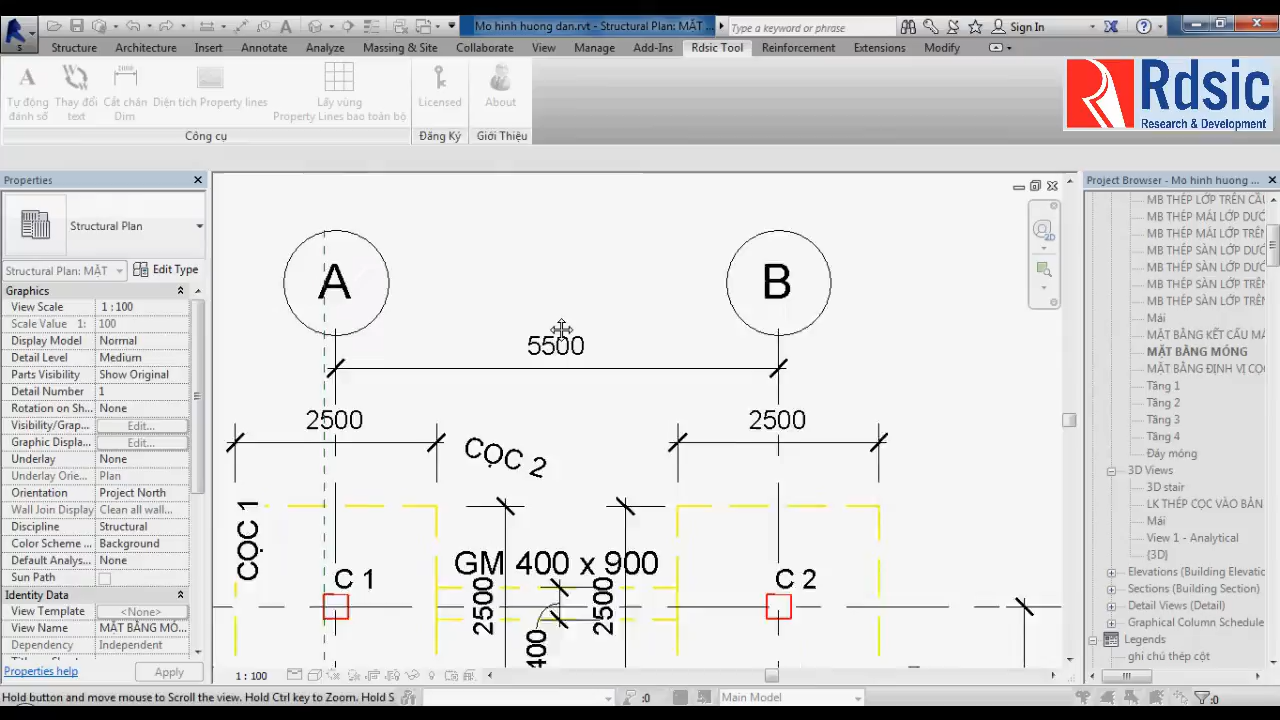 Mo hinh huong dan.rvt - Structural Plan: MẶT ...
Type a keyword or phrase
Sign In
S
Structure
Architecture
Insert
Annotate
Analyze
Massing & Site
Collaborate
View
Manage
Add-Ins
Rdsic Tool
Reinforcement
Extensions
Modify
Tự động đánh số
Thay đổi text
Cắt chân Dim
Diện tích Property lines
Lấy vùng Property Lines bao toàn bộ
Licensed
About
Công cụ
Đăng Ký
Giới Thiệu
Rdsic
Research & Development
Properties
Structural Plan
Structural Plan: MẶT
Edit Type
Graphics
View Scale 1 : 100
Scale Value 1: 100
Display Model Normal
Detail Level Medium
Parts Visibility Show Original
Detail Number 1
Rotation on S... None
Visibility/Grap... Edit...
Graphic Displa... Edit...
Underlay None
Underlay Orie... Plan
Orientation Project North
Wall Join Display Clean all wall...
Discipline Structural
Color Scheme ... Background
Default Analys... None
Sun Path
Identity Data
View Template <None>
View Name MẶT BẰNG MÓ...
Dependency Independent
Properties help
Apply
A
B
5500
2500
2500
CỌC 2
CỌC 1
GM 400 x 900
C 1
C 2
2500
2500
400
2D
Project Browser - Mo hinh huong ...
MB THÉP LỚP TRÊN CẦ
MB THÉP MÁI LỚP DƯỚ
MB THÉP MÁI LỚP TRÊN
MB THÉP SÀN LỚP DƯ
MB THÉP SÀN LỚP DƯ
MB THÉP SÀN LỚP TRÊ
MB THÉP SÀN LỚP TRÊ
Mái
MẶT BẰNG KẾT CẤU MÁ
MẶT BẰNG MÓNG
MẶT BẰNG ĐỊNH VỊ CỌ
Tầng 1
Tầng 2
Tầng 3
Tầng 4
Đáy móng
3D Views
3D stair
LK THÉP CỌC VÀO BẢN
Mái
View 1 - Analytical
{3D}
Elevations (Building Elevatio
Sections (Building Section)
Detail Views (Detail)
Graphical Column Schedule
Legends
ghi chú thép cột
1 : 100
Hold button and move mouse to Scroll the view. Hold Ctrl key to Zoom. Hold S
:0
Main Model
:0